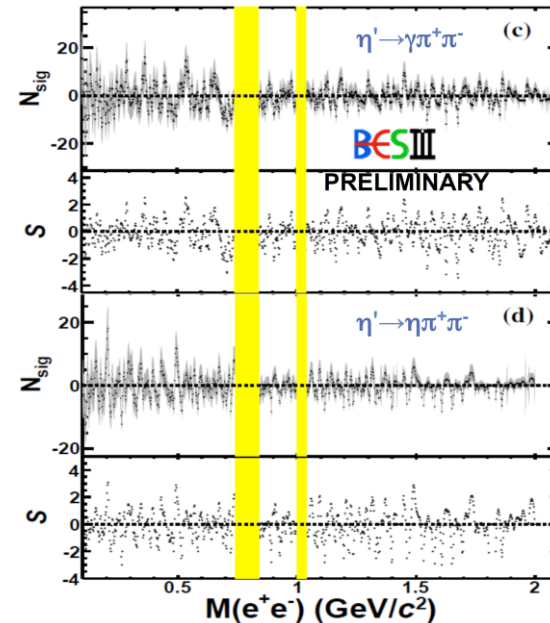 20
0
-20
N_sig
η'→γπ⁺π⁻
(c)
BESIII
PRELIMINARY
4
2
0
-2
-4
S
20
0
-20
N_sig
η'→ηπ⁺π⁻
(d)
4
2
0
-2
-4
S
0.5 1 1.5 2
M(e⁺e⁻) (GeV/c²)